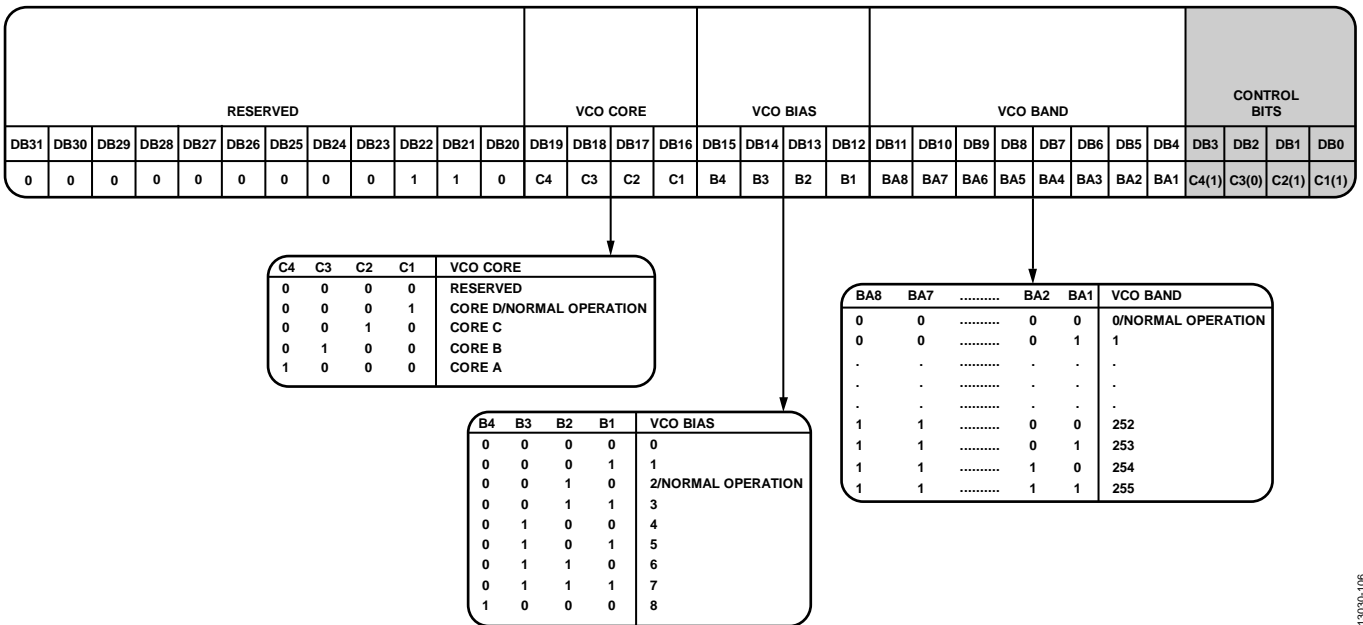 RESERVED VCO CORE VCO BIAS VCO BAND CONTROL BITS
DB31 DB30 DB29 DB28 DB27 DB26 DB25 DB24 DB23 DB22 DB21 DB20 DB19 DB18 DB17 DB16 DB15 DB14 DB13 DB12 DB11 DB10 DB9 DB8 DB7 DB6 DB5 DB4 DB3 DB2 DB1 DB0
0 0 0 0 0 0 0 0 0 1 1 0 C4 C3 C2 C1 B4 B3 B2 B1 BA8 BA7 BA6 BA5 BA4 BA3 BA2 BA1 C4(1) C3(0) C2(1) C1(1)
C4 C3 C2 C1 VCO CORE
0 0 0 0 RESERVED
0 0 0 1 CORE D/NORMAL OPERATION
0 0 1 0 CORE C
0 1 0 0 CORE B
1 0 0 0 CORE A
B4 B3 B2 B1 VCO BIAS
0 0 0 0 0
0 0 0 1 1
0 0 1 0 2/NORMAL OPERATION
0 0 1 1 3
0 1 0 0 4
0 1 0 1 5
0 1 1 0 6
0 1 1 1 7
1 0 0 0 8
BA8 BA7 .......... BA2 BA1 VCO BAND
0 0 .......... 0 0 0/NORMAL OPERATION
0 0 .......... 0 1 1
. . .......... . . .
. . .......... . . .
. . .......... . . .
1 1 .......... 0 0 252
1 1 .......... 0 1 253
1 1 .......... 1 0 254
1 1 .......... 1 1 255
13030-106